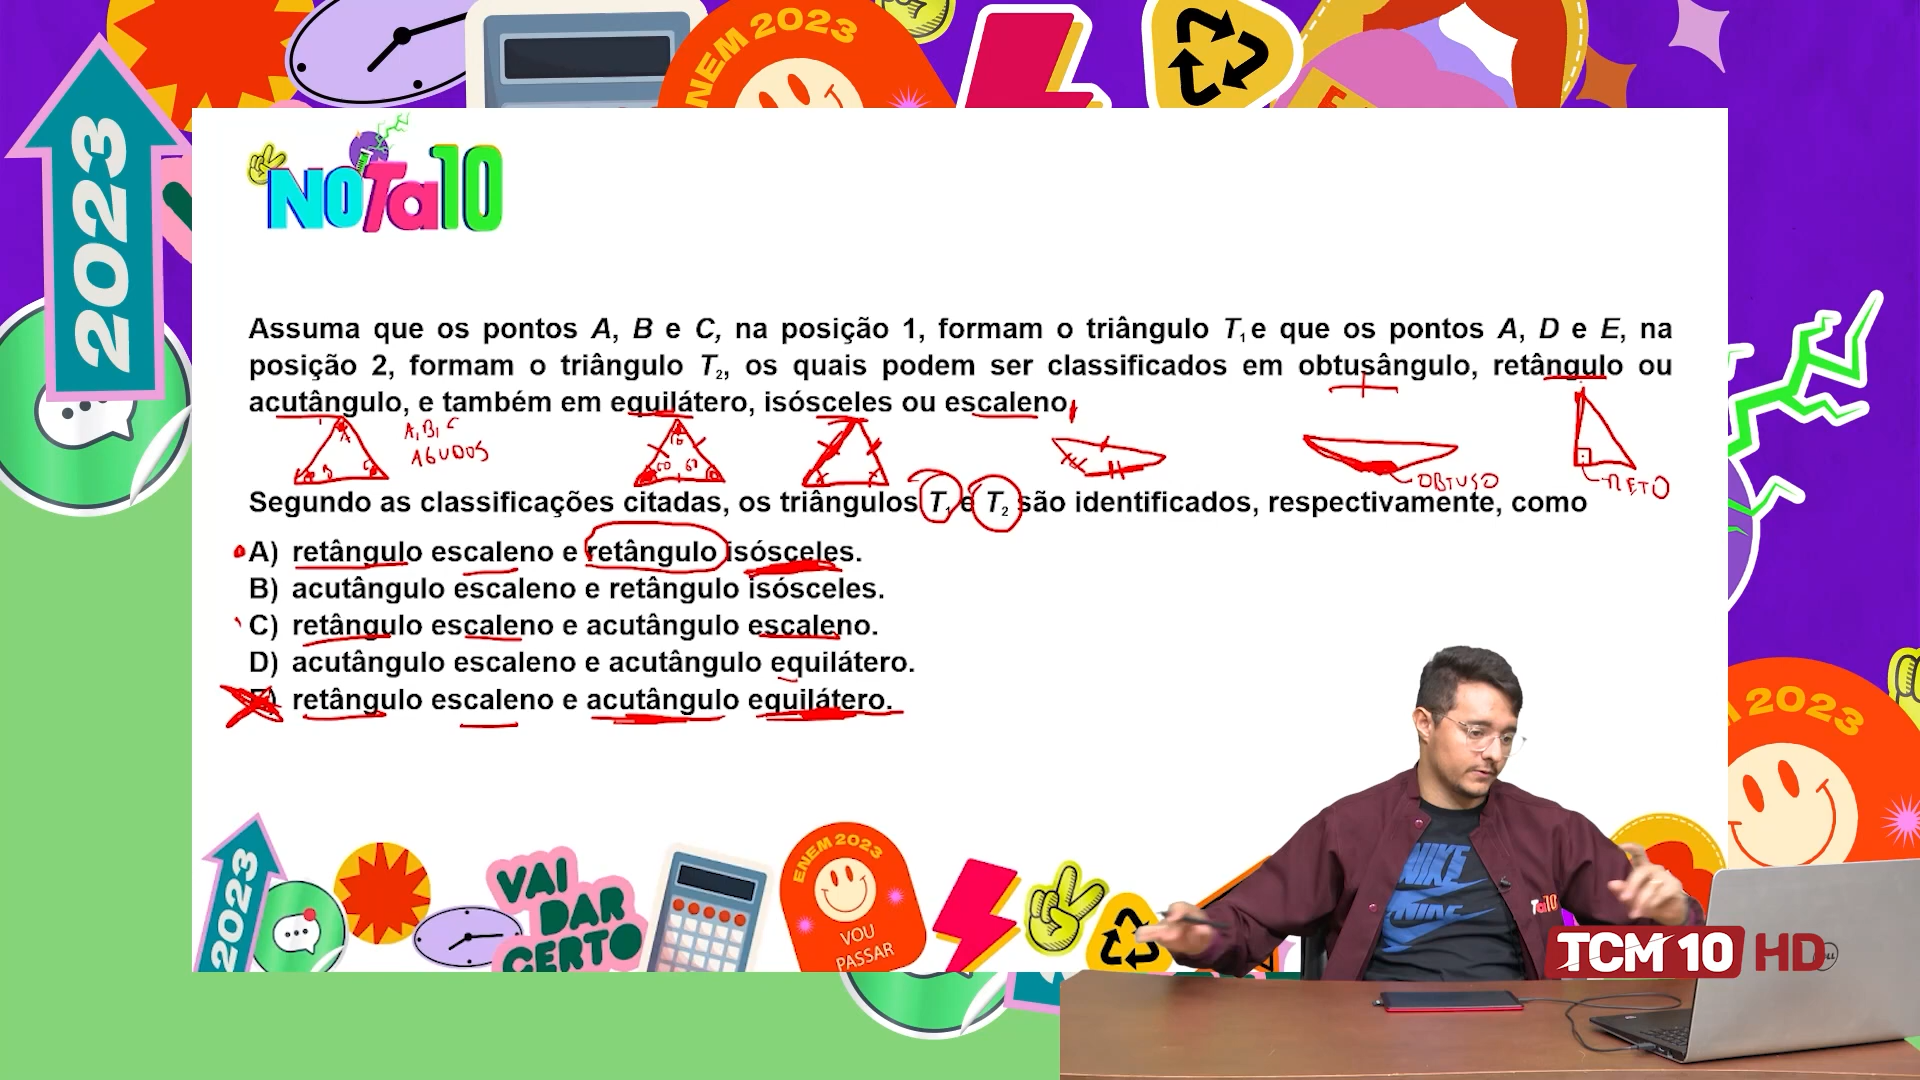 2023
ENEM 2023
NOTa10
Assuma que os pontos A, B e C, na posição 1, formam o triângulo T₁ e que os pontos A, D e E, na
posição 2, formam o triângulo T₂, os quais podem ser classificados em obtusângulo, retângulo ou
acutângulo, e também em equilátero, isósceles ou escaleno.
A, B, C
AGUDOS
OBTUSO
RETO
Segundo as classificações citadas, os triângulos T₁ e T₂ são identificados, respectivamente, como
A) retângulo escaleno e retângulo isósceles.
B) acutângulo escaleno e retângulo isósceles.
C) retângulo escaleno e acutângulo escaleno.
D) acutângulo escaleno e acutângulo equilátero.
E) retângulo escaleno e acutângulo equilátero.
2023
2023
VAI
DAR
CERTO
ENEM 2023
VOU
PASSAR
NIKE
Ta10
TCM 10 HD